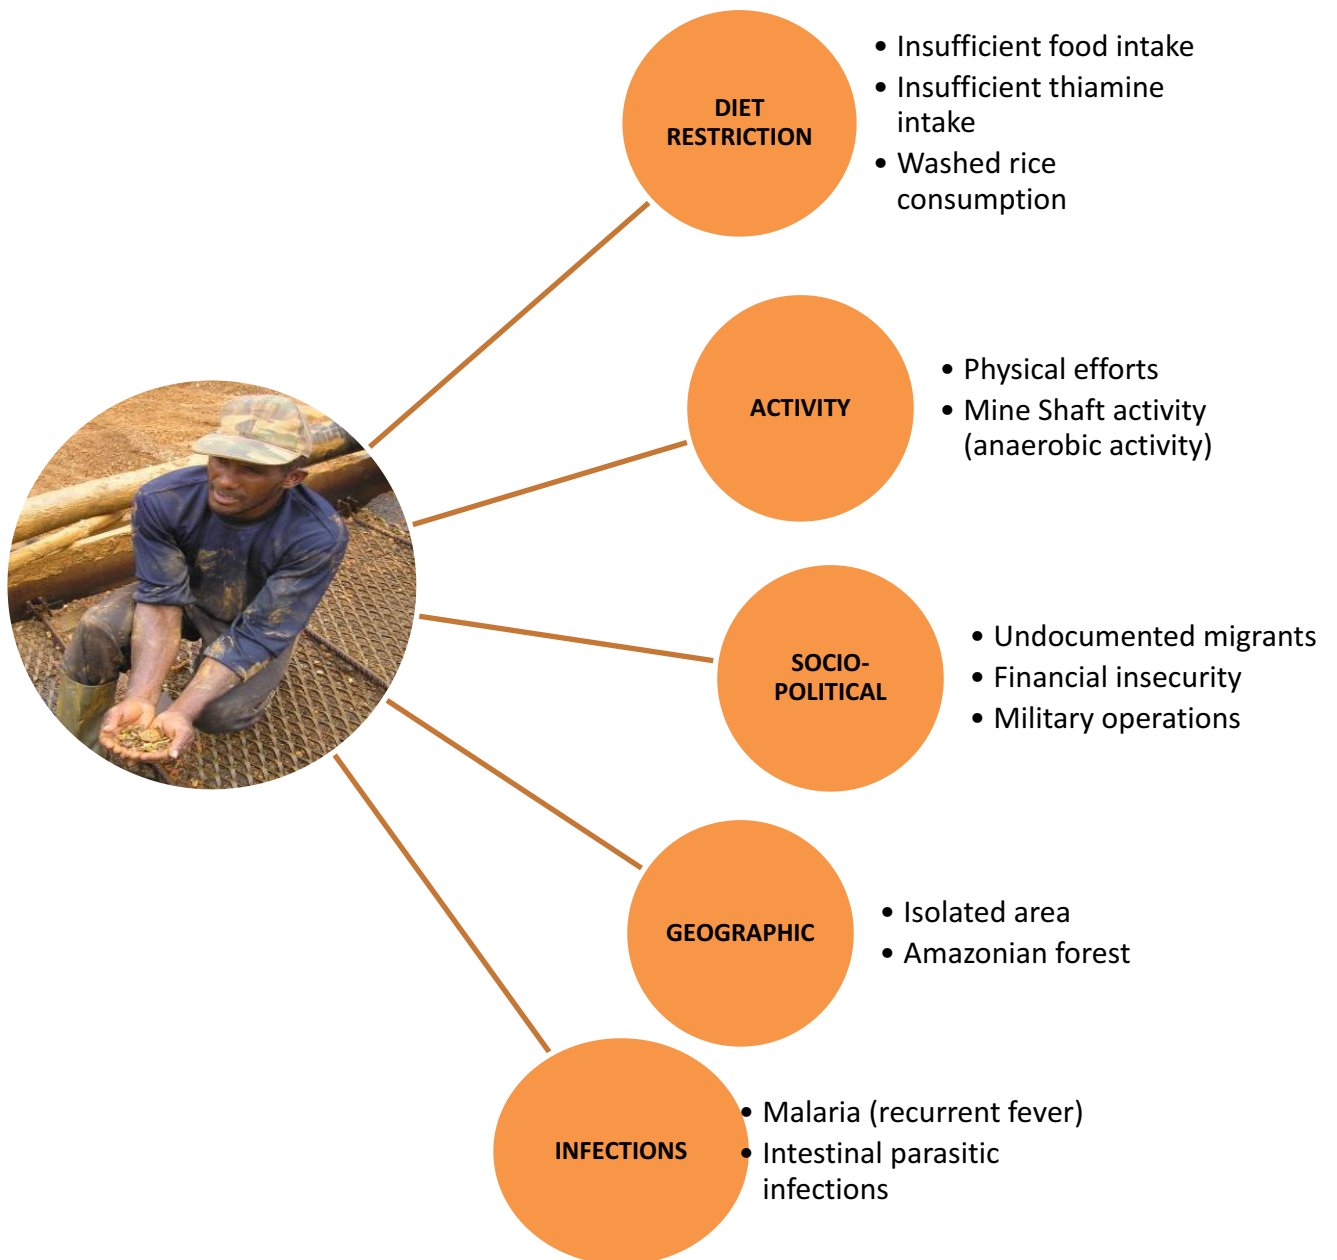 DIET
RESTRICTION
• Insufficient food intake
• Insufficient thiamine
intake
• Washed rice
consumption
ACTIVITY
• Physical efforts
• Mine Shaft activity
(anaerobic activity)
SOCIO-
POLITICAL
• Undocumented migrants
• Financial insecurity
• Military operations
GEOGRAPHIC
• Isolated area
• Amazonian forest
INFECTIONS
• Malaria (recurrent fever)
• Intestinal parasitic
infections